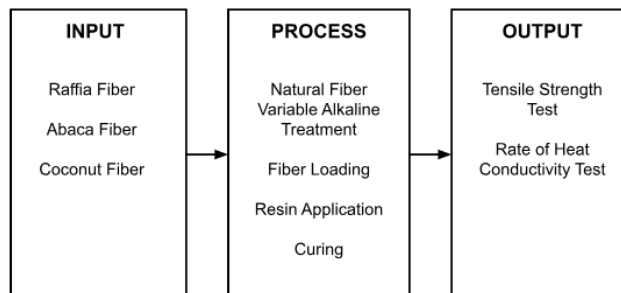 INPUT
Raffia Fiber
Abaca Fiber
Coconut Fiber
PROCESS
Natural Fiber
Variable Alkaline
Treatment
Fiber Loading
Resin Application
Curing
OUTPUT
Tensile Strength
Test
Rate of Heat
Conductivity Test